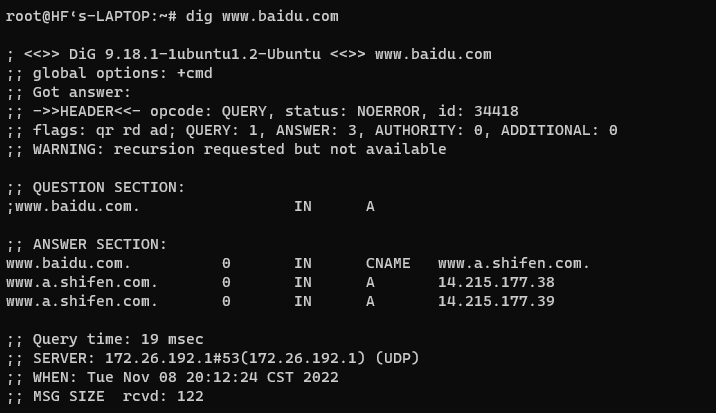 root@HF‘s-LAPTOP:~# dig www.baidu.com
; <<>> DiG 9.18.1-1ubuntu1.2-Ubuntu <<>> www.baidu.com
;; global options: +cmd
;; Got answer:
;; ->>HEADER<<- opcode: QUERY, status: NOERROR, id: 34418
;; flags: qr rd ad; QUERY: 1, ANSWER: 3, AUTHORITY: 0, ADDITIONAL: 0
;; WARNING: recursion requested but not available
;; QUESTION SECTION:
;www.baidu.com. IN A
;; ANSWER SECTION:
www.baidu.com. 0 IN CNAME www.a.shifen.com.
www.a.shifen.com. 0 IN A 14.215.177.38
www.a.shifen.com. 0 IN A 14.215.177.39
;; Query time: 19 msec
;; SERVER: 172.26.192.1#53(172.26.192.1) (UDP)
;; WHEN: Tue Nov 08 20:12:24 CST 2022
;; MSG SIZE  rcvd: 122